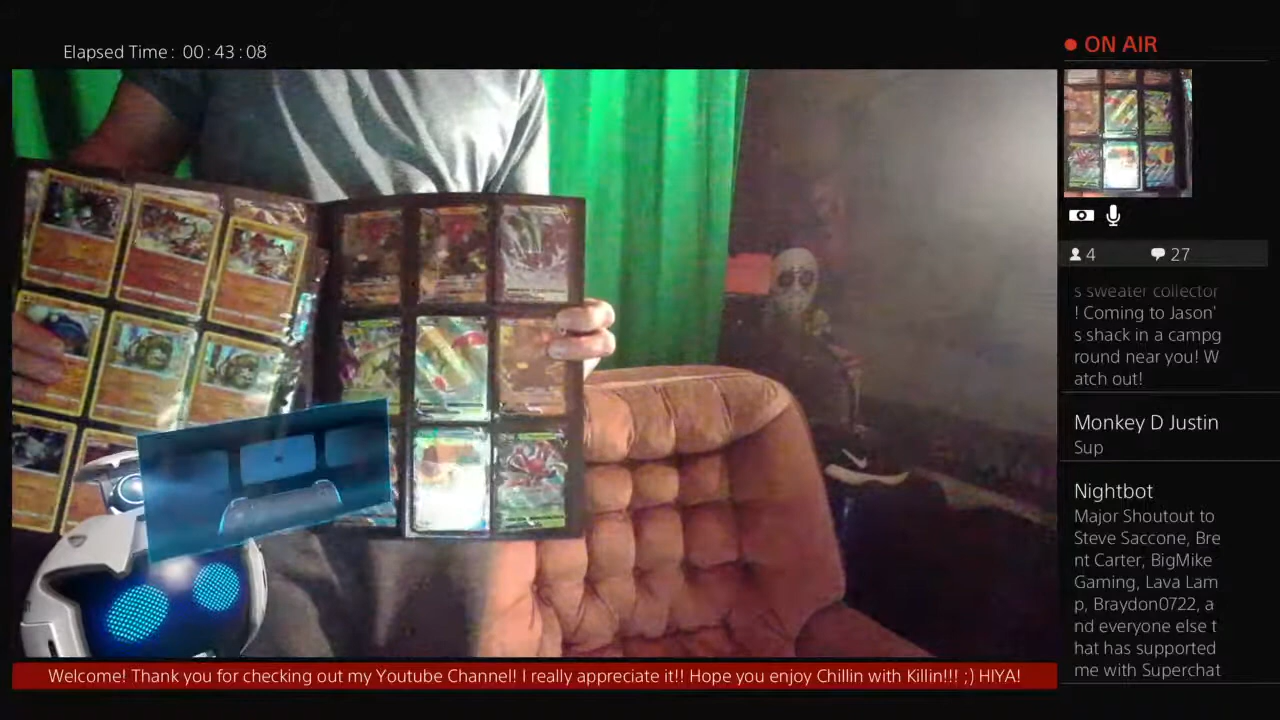 Elapsed Time: 00:43:08
ON AIR
4
27
s sweater collector
! Coming to Jason'
s shack in a campg
round near you! W
atch out!
Monkey D Justin
Sup
Nightbot
Major Shoutout to
Steve Saccone, Bre
nt Carter, BigMike
Gaming, Lava Lam
p, Braydon0722, a
nd everyone else t
hat has supported
me with Superchat
Welcome! Thank you for checking out my Youtube Channel! I really appreciate it!! Hope you enjoy Chillin with Killin!!! ;) HIYA!